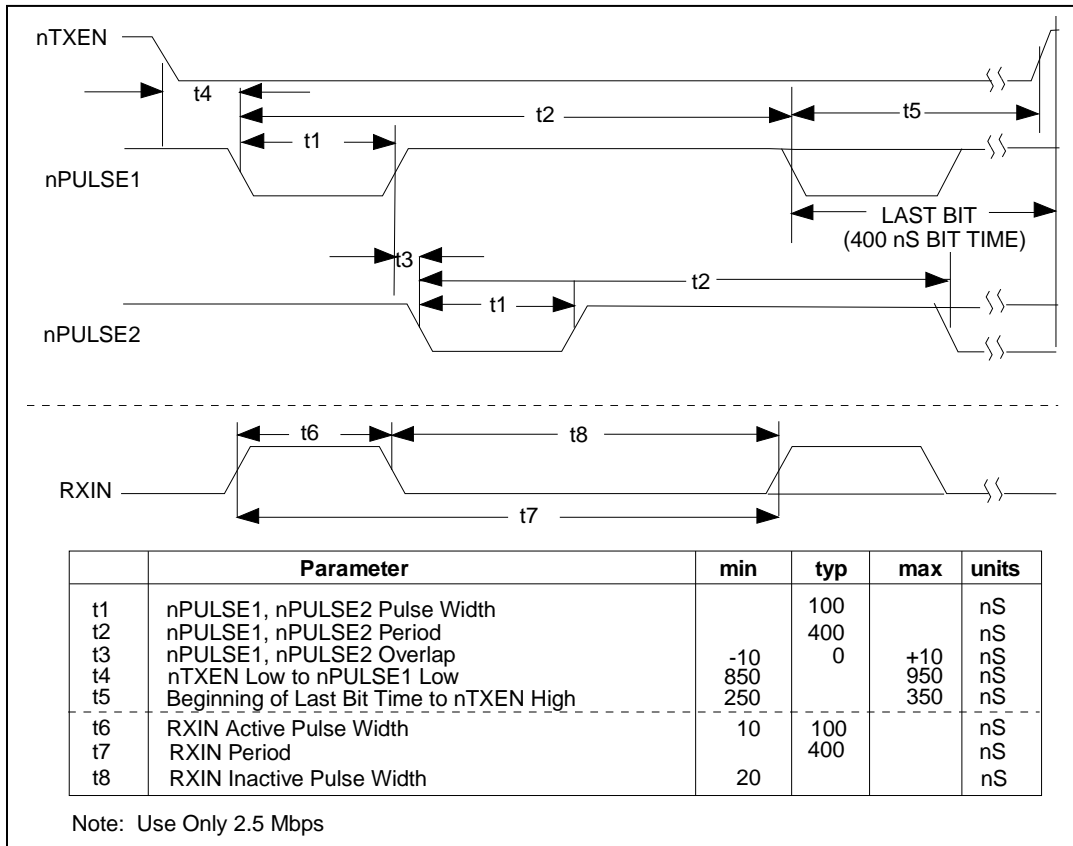 nTXEN
t4
t2
t5
t1
nPULSE1
LAST BIT
(400 nS BIT TIME)
t3
t2
t1
nPULSE2
t6
t8
RXIN
t7
Parameter min typ max units
t1 nPULSE1, nPULSE2 Pulse Width 100 nS
t2 nPULSE1, nPULSE2 Period 400 nS
t3 nPULSE1, nPULSE2 Overlap -10 0 +10 nS
t4 nTXEN Low to nPULSE1 Low 850 950 nS
t5 Beginning of Last Bit Time to nTXEN High 250 350 nS
t6 RXIN Active Pulse Width 10 100 nS
t7 RXIN Period 400 nS
t8 RXIN Inactive Pulse Width 20 nS
Note: Use Only 2.5 Mbps